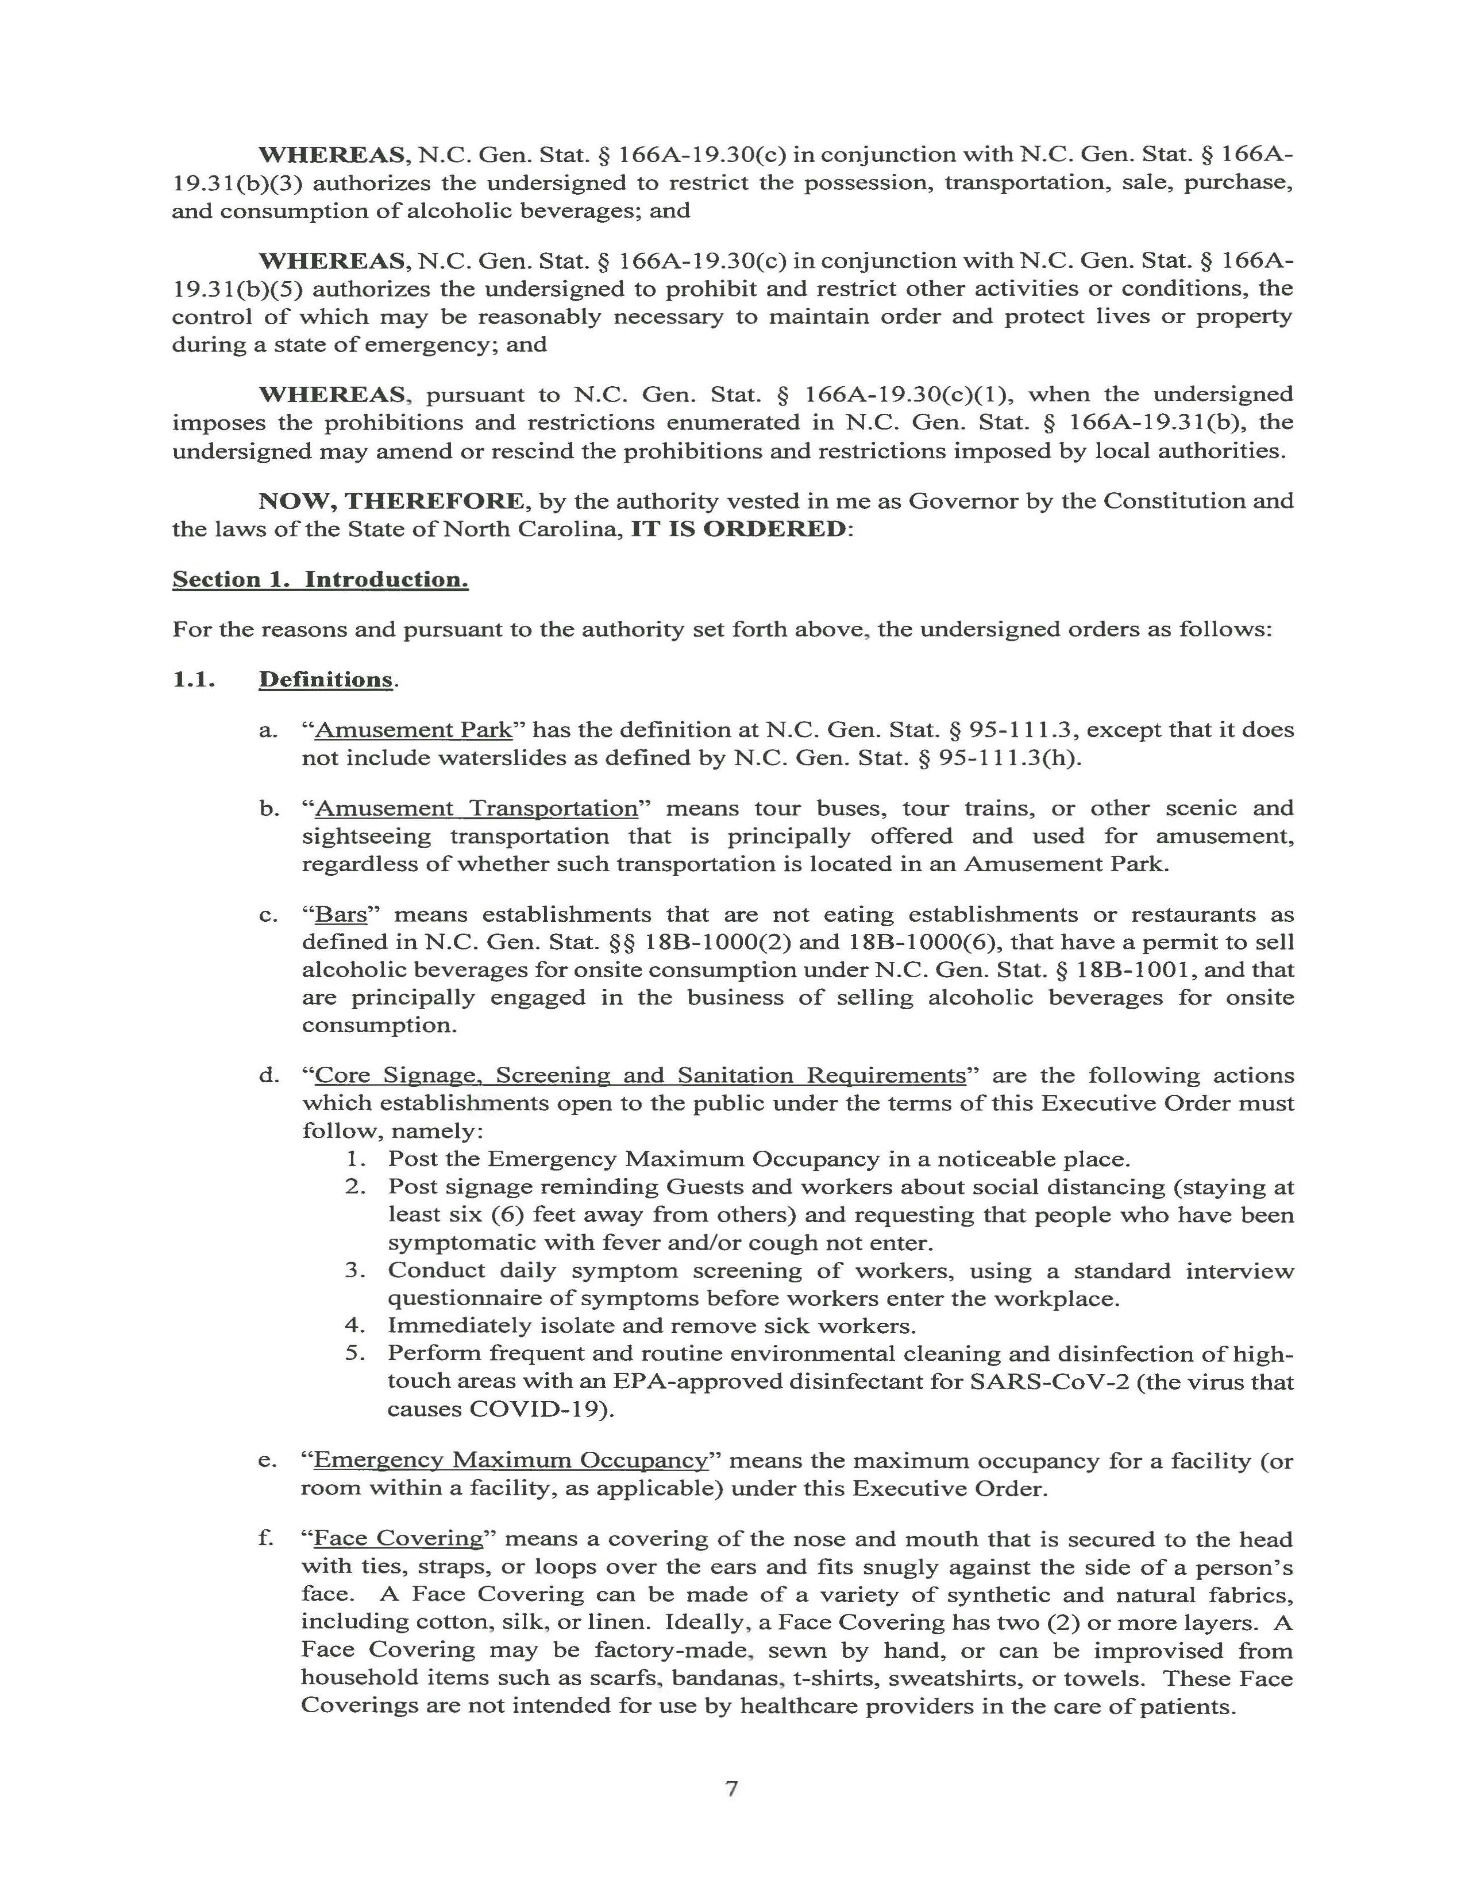 WHEREAS, N.C. Gen. Stat. § 166A-19.30(c) in conjunction with N.C. Gen. Stat. § 166A-
19.31(b)(3) authorizes the undersigned to restrict the possession, transportation, sale, purchase,
and consumption of alcoholic beverages; and
WHEREAS, N.C. Gen. Stat. § 166A-19.30(c) in conjunction with N.C. Gen. Stat. § 166A-
19.31(b)(5) authorizes the undersigned to prohibit and restrict other activities or conditions, the
control of which may be reasonably necessary to maintain order and protect lives or property
during a state of emergency; and
WHEREAS, pursuant to N.C. Gen. Stat. § 166A-19.30(c)(1), when the undersigned
imposes the prohibitions and restrictions enumerated in N.C. Gen. Stat. § 166A-19.31(b), the
undersigned may amend or rescind the prohibitions and restrictions imposed by local authorities.
NOW, THEREFORE, by the authority vested in me as Governor by the Constitution and
the laws of the State of North Carolina, IT IS ORDERED:
Section 1. Introduction.
For the reasons and pursuant to the authority set forth above, the undersigned orders as follows:
1.1. Definitions.
a. “Amusement Park” has the definition at N.C. Gen. Stat. § 95-111.3, except that it does
not include waterslides as defined by N.C. Gen. Stat. § 95-111.3(h).
b. “Amusement Transportation” means tour buses, tour trains, or other scenic and
sightseeing transportation that is principally offered and used for amusement,
regardless of whether such transportation is located in an Amusement Park.
c. “Bars” means establishments that are not eating establishments or restaurants as
defined in N.C. Gen. Stat. §§ 18B-1000(2) and 18B-1000(6), that have a permit to sell
alcoholic beverages for onsite consumption under N.C. Gen. Stat. § 18B-1001, and that
are principally engaged in the business of selling alcoholic beverages for onsite
consumption.
d. “Core Signage, Screening and Sanitation Requirements” are the following actions
which establishments open to the public under the terms of this Executive Order must
follow, namely:
1. Post the Emergency Maximum Occupancy in a noticeable place.
2. Post signage reminding Guests and workers about social distancing (staying at
least six (6) feet away from others) and requesting that people who have been
symptomatic with fever and/or cough not enter.
3. Conduct daily symptom screening of workers, using a standard interview
questionnaire of symptoms before workers enter the workplace.
4. Immediately isolate and remove sick workers.
5. Perform frequent and routine environmental cleaning and disinfection of high-
touch areas with an EPA-approved disinfectant for SARS-CoV-2 (the virus that
causes COVID-19).
e. “Emergency Maximum Occupancy” means the maximum occupancy for a facility (or
room within a facility, as applicable) under this Executive Order.
f. “Face Covering” means a covering of the nose and mouth that is secured to the head
with ties, straps, or loops over the ears and fits snugly against the side of a person’s
face. A Face Covering can be made of a variety of synthetic and natural fabrics,
including cotton, silk, or linen. Ideally, a Face Covering has two (2) or more layers. A
Face Covering may be factory-made, sewn by hand, or can be improvised from
household items such as scarfs, bandanas, t-shirts, sweatshirts, or towels. These Face
Coverings are not intended for use by healthcare providers in the care of patients.
7